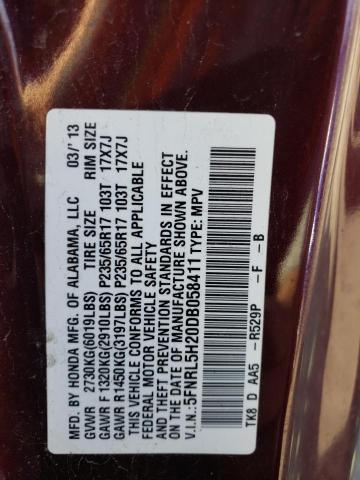 MFD. BY HONDA MFG. OF ALABAMA, LLC 03/'13
GVWR 2730KG(6019LBS) TIRE SIZE RIM SIZE
GAWR F 1320KG(2910LBS) P235/65R17 103T 17X7J
GAWR R 1450KG(3197LBS) P235/65R17 103T 17X7J
THIS VEHICLE CONFORMS TO ALL APPLICABLE
FEDERAL MOTOR VEHICLE SAFETY
AND THEFT PREVENTION STANDARDS IN EFFECT
ON THE DATE OF MANUFACTURE SHOWN ABOVE.
V.I.N.: 5FNRL5H20DB058411 TYPE: MPV
TK8 D AA5 -R529P -F -B